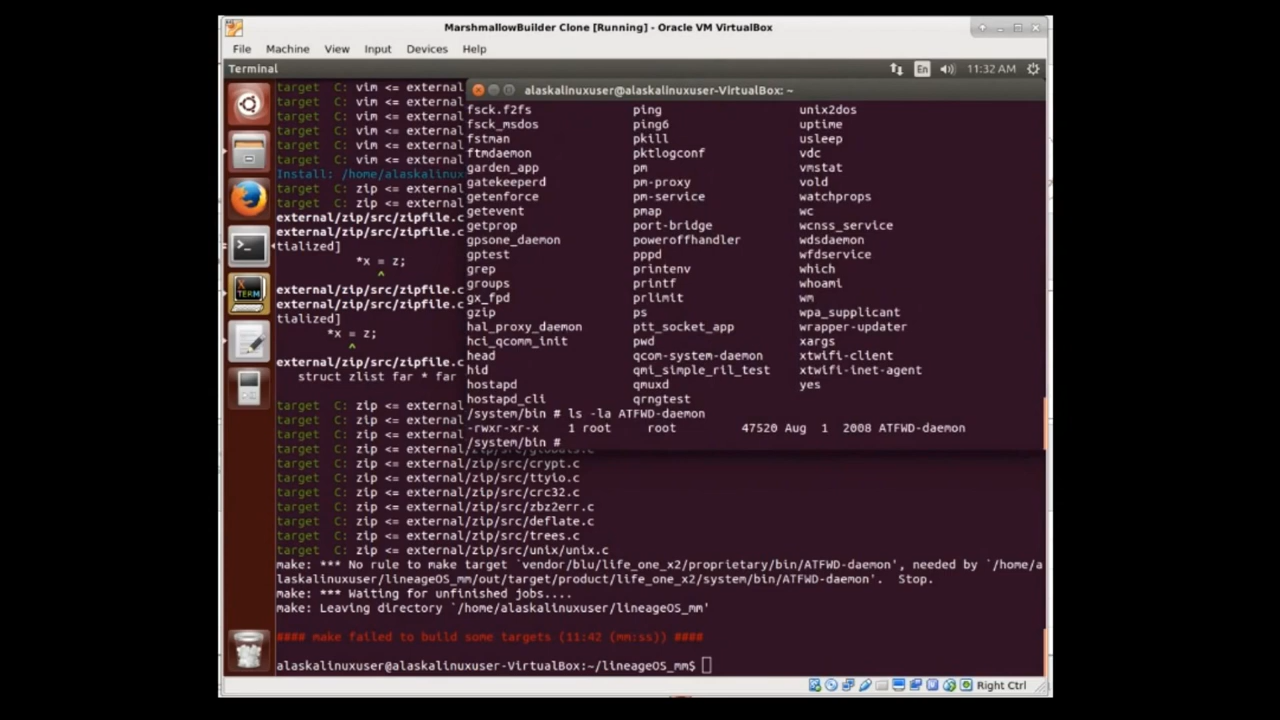 MarshmallowBuilder Clone [Running] - Oracle VM VirtualBox
File Machine View Input Devices Help
Terminal En 11:32 AM
target C: vim <= external
target C: vim <= external
target C: vim <= external
target C: vim <= external
target C: vim <= external
target C: vim <= external
Install: /home/alaskalinux
target C: zip <= external
target C: zip <= external
external/zip/src/zipfile.c
external/zip/src/zipfile.c
tialized]
*x = z;
^
external/zip/src/zipfile.c
external/zip/src/zipfile.c
tialized]
*x = z;
^
external/zip/src/zipfile.c
struct zlist far * far
target C: zip <= external
target C: zip <= external
target C: zip <= external
alaskalinuxuser@alaskalinuxuser-VirtualBox: ~
fsck.f2fs ping unix2dos
fsck_msdos ping6 uptime
fstman pkill usleep
ftmdaemon pktlogconf vdc
garden_app pm vmstat
gatekeeperd pm-proxy vold
getenforce pm-service watchprops
getevent pmap wc
getprop port-bridge wcnss_service
gpsone_daemon poweroffhandler wdsdaemon
gptest pppd wfdservice
grep printenv which
groups printf whoami
gx_fpd prlimit wm
gzip ps wpa_supplicant
hal_proxy_daemon ptt_socket_app wrapper-updater
hci_qcomm_init pwd xargs
head qcom-system-daemon xtwifi-client
hid qmi_simple_ril_test xtwifi-inet-agent
hostapd qmuxd yes
hostapd_cli qrngtest
/system/bin # ls -la ATFWD-daemon
-rwxr-xr-x 1 root root 47520 Aug 1 2008 ATFWD-daemon
/system/bin #
target C: zip <= external/zip/src/globals.c
target C: zip <= external/zip/src/crypt.c
target C: zip <= external/zip/src/ttyio.c
target C: zip <= external/zip/src/crc32.c
target C: zip <= external/zip/src/zbz2err.c
target C: zip <= external/zip/src/deflate.c
target C: zip <= external/zip/src/trees.c
target C: zip <= external/zip/src/unix/unix.c
make: *** No rule to make target `vendor/blu/life_one_x2/proprietary/bin/ATFWD-daemon', needed by `/home/a
laskalinuxuser/lineageOS_mm/out/target/product/life_one_x2/system/bin/ATFWD-daemon'. Stop.
make: *** Waiting for unfinished jobs....
make: Leaving directory `/home/alaskalinuxuser/lineageOS_mm'
#### make failed to build some targets (11:42 (mm:ss)) ####
alaskalinuxuser@alaskalinuxuser-VirtualBox:~/lineageOS_mm$
Right Ctrl